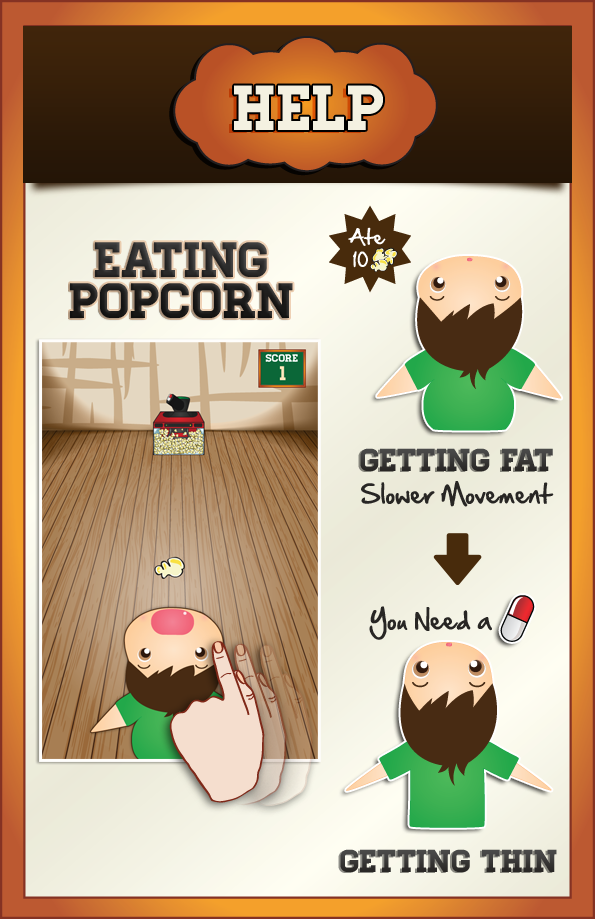 HELP
EATING
POPCORN
SCORE
1
Ate
10
GETTING FAT
Slower Movement
You Need a
GETTING THIN